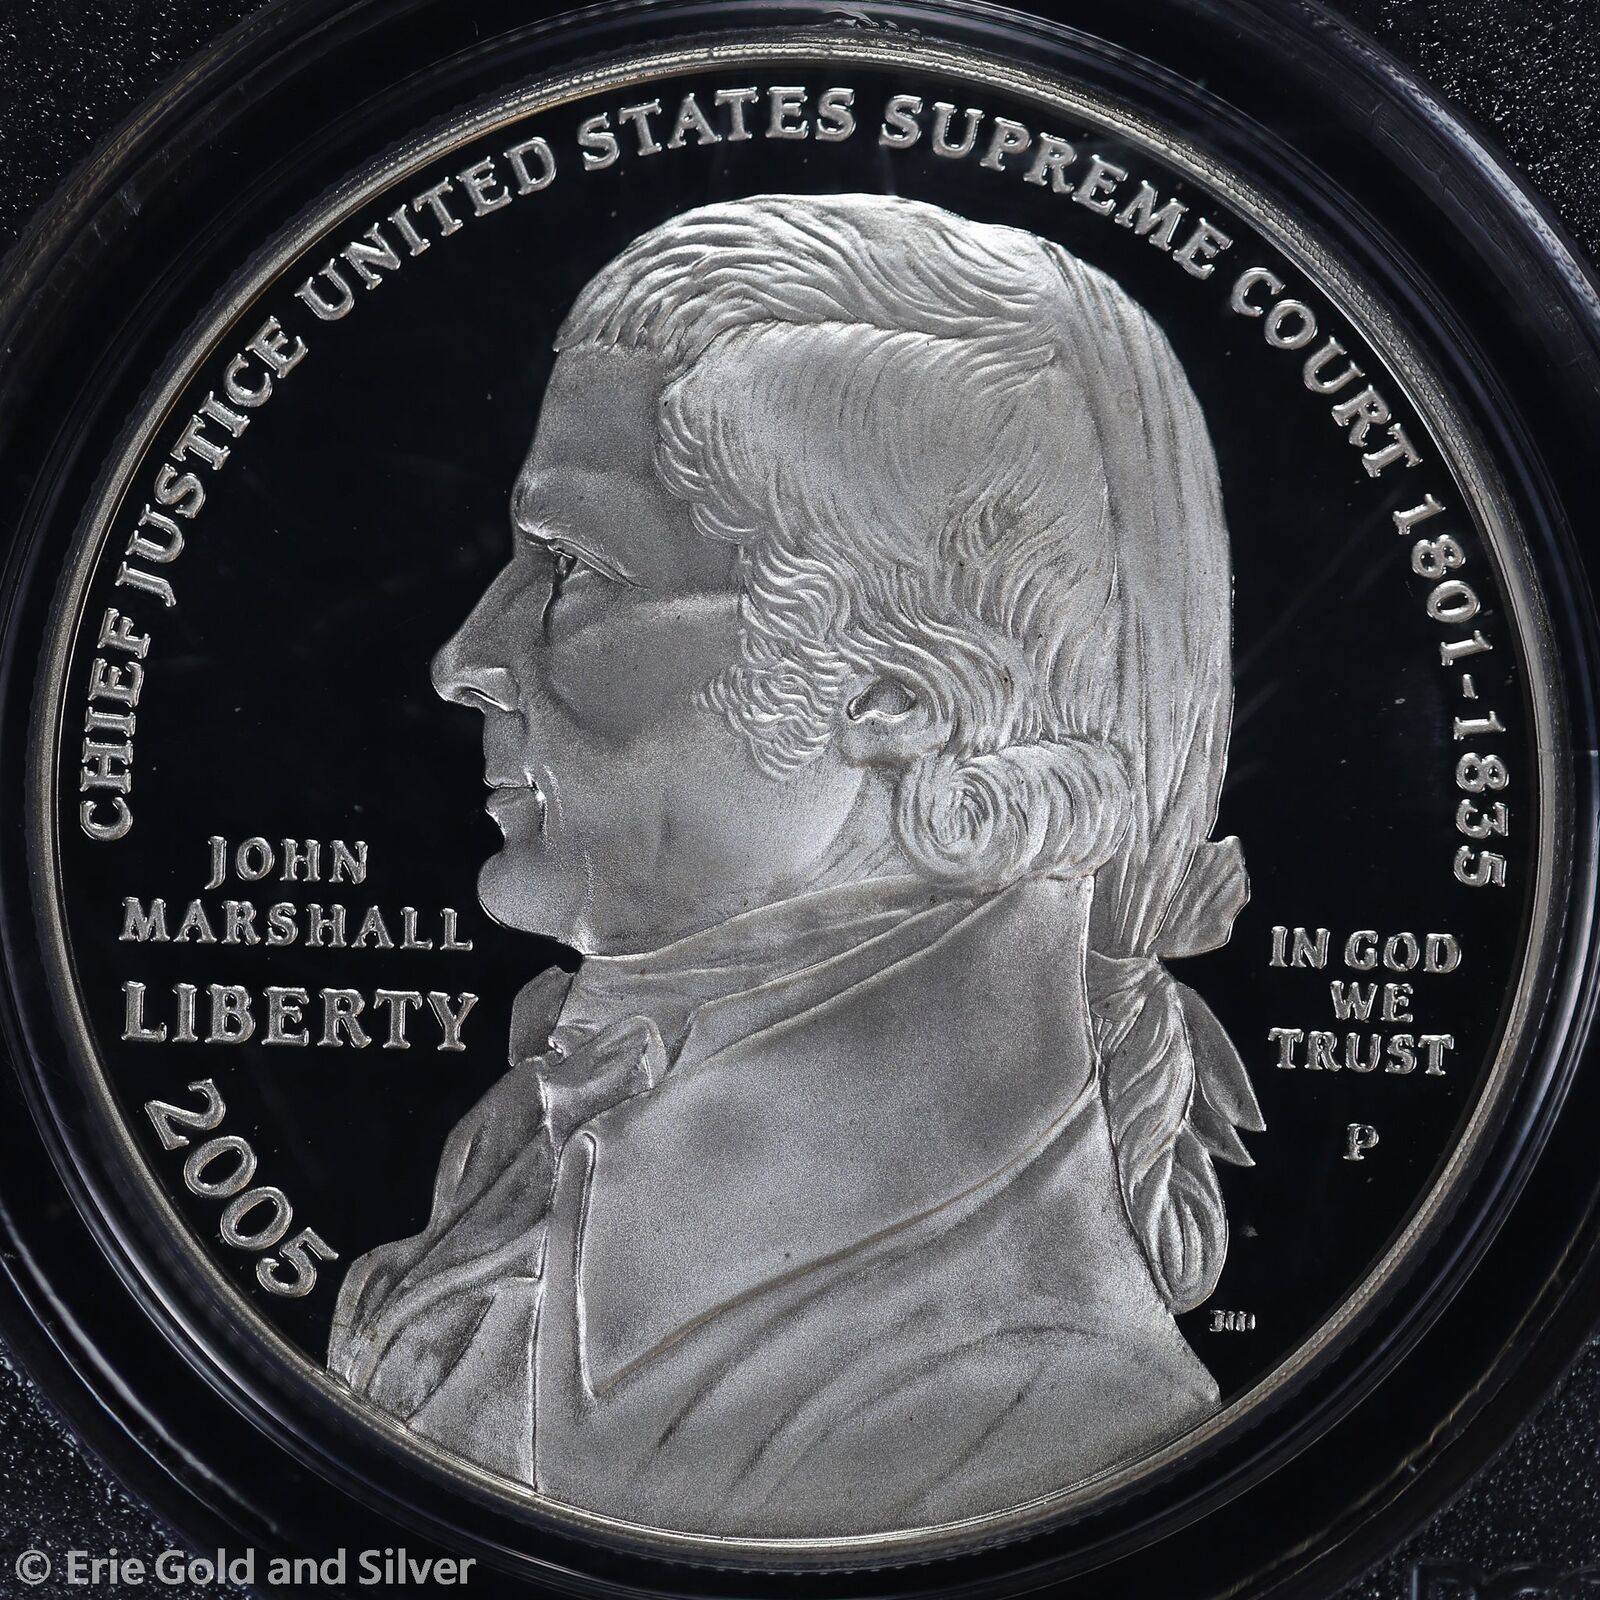 CHIEF JUSTICE UNITED STATES SUPREME COURT 1801-1835
JOHN
MARSHALL
LIBERTY
2005
IN GOD
WE
TRUST
P
© Erie Gold and Silver